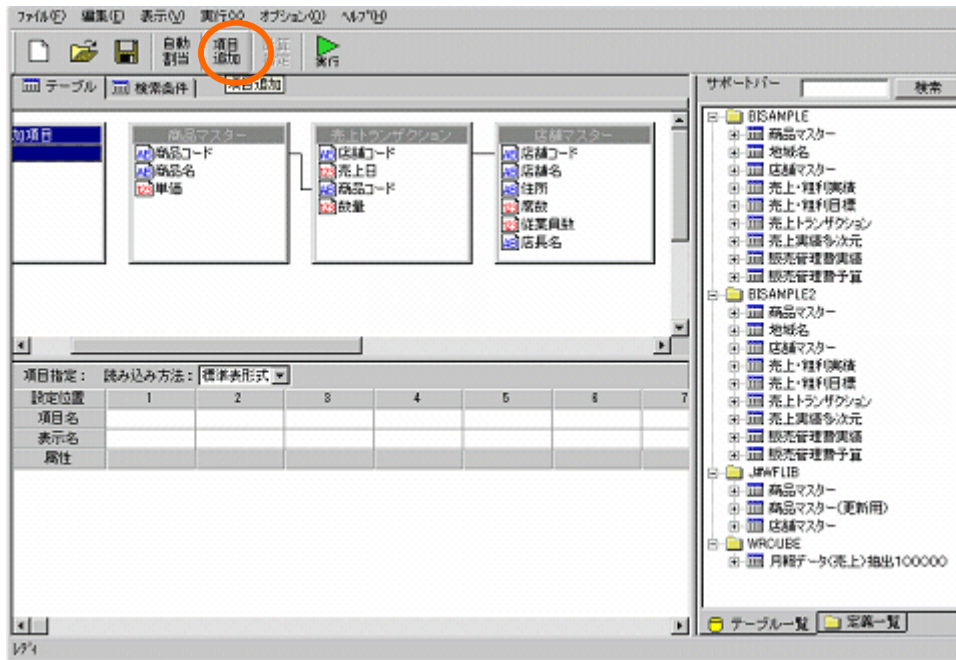 ファイル(F) 編集(E) 表示(V) 実行(X) オプション(O) ヘルプ(H)
自動割当
項目追加
実行
項目追加
テーブル 検索条件
加項目
商品マスター
商品コード
商品名
単価
売上トランザクション
店舗コード
売上日
商品コード
数量
店舗マスター
店舗コード
店舗名
住所
席数
従業員数
店長名
項目指定: 読み込み方法: 標準表形式
設定位置 1 2 3 4 5 6 7
項目名
表示名
属性
サポートバー 検索
BISAMPLE
商品マスター
地域名
店舗マスター
売上・粗利実績
売上・粗利目標
売上トランザクション
売上実績多次元
販売管理費実績
販売管理費予算
BISAMPLE2
商品マスター
地域名
店舗マスター
売上・粗利実績
売上・粗利目標
売上トランザクション
売上実績多次元
販売管理費実績
販売管理費予算
J#WFLIB
商品マスター
商品マスター(更新用)
店舗マスター
WRCUBE
月報データ(売上)抽出100000
テーブル一覧 定義一覧
レディ